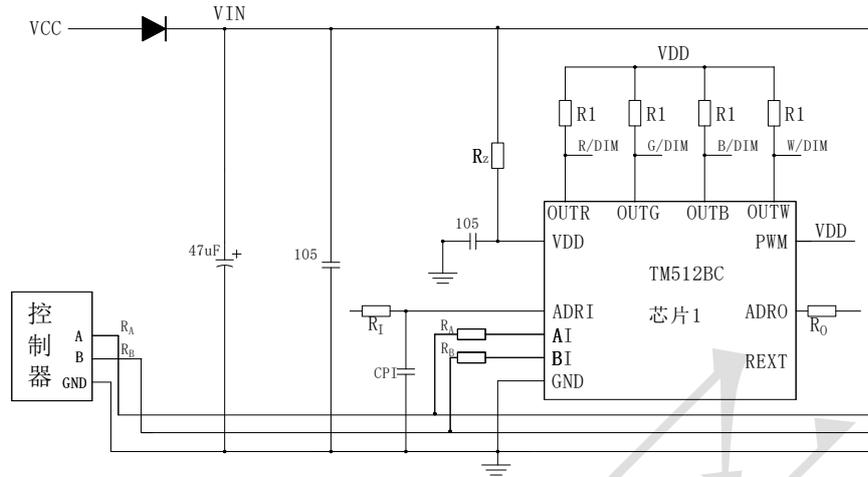 VIN
VCC
VDD
R1 R1 R1 R1
R/DIM G/DIM B/DIM W/DIM
Rz
OUTR OUTG OUTB OUTW
105
VDD PWM VDD
47uF
105
TM512BC
芯片1
控制器
ADRI ADRO
RI RO
A RA
RA AI
B RB
RB BI
REXT
CPI
GND GND